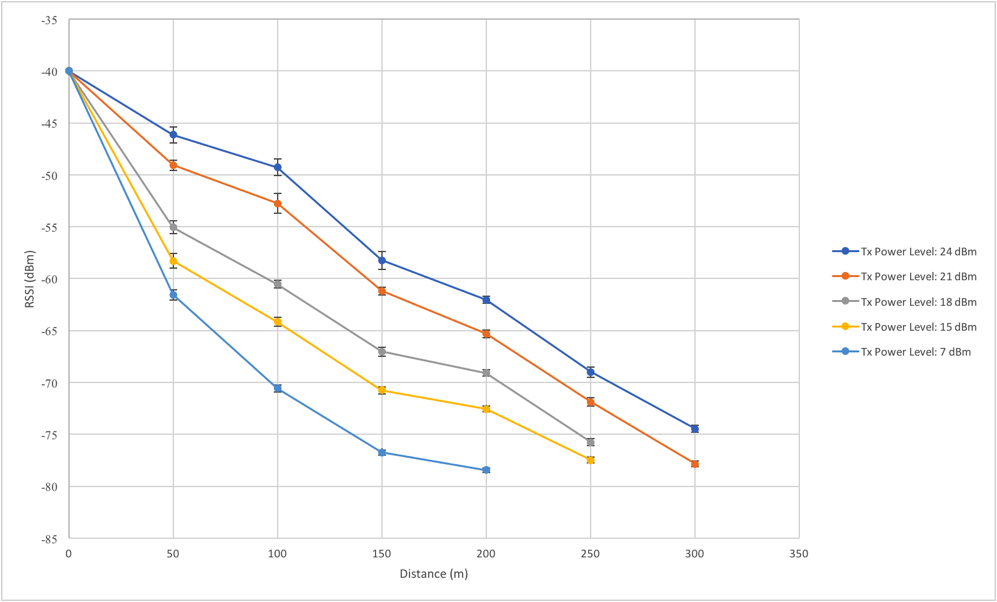 -35
-40
-45
-50
-55
-60
-65
-70
-75
-80
-85
RSSI (dBm)
0 50 100 150 200 250 300 350
Distance (m)
Tx Power Level: 24 dBm
Tx Power Level: 21 dBm
Tx Power Level: 18 dBm
Tx Power Level: 15 dBm
Tx Power Level: 7 dBm